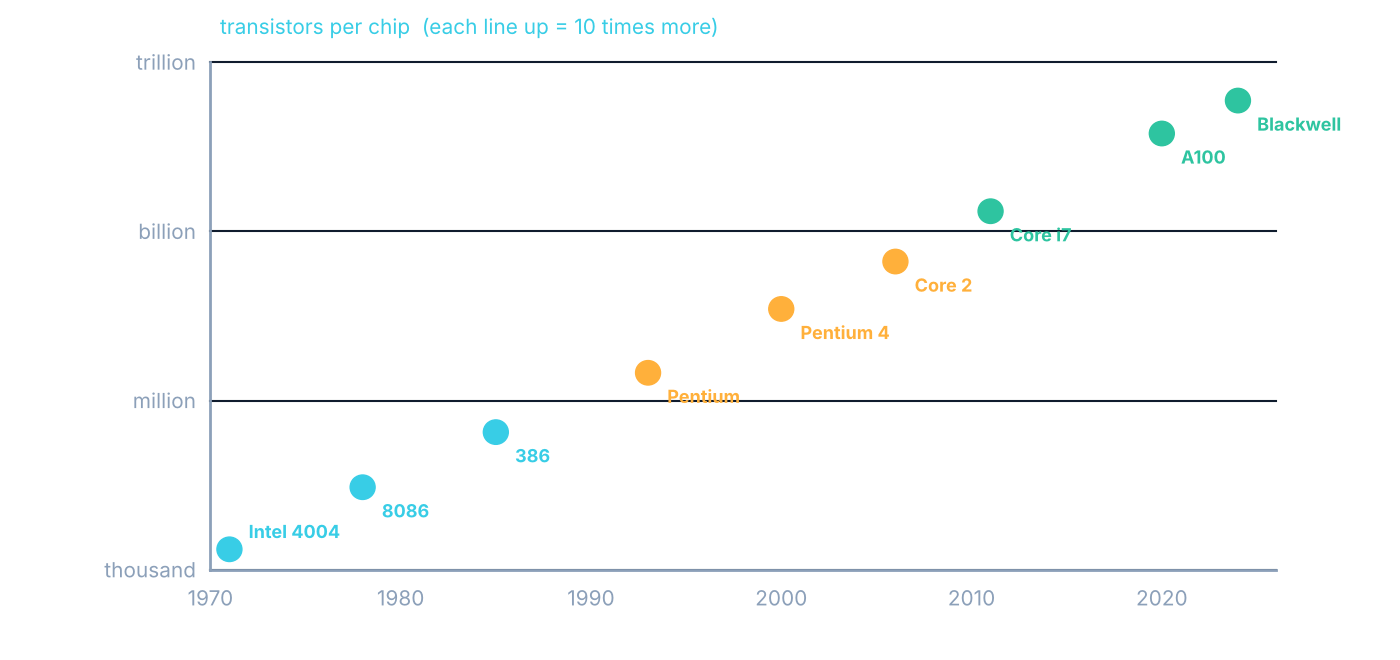 transistors per chip (each line up = 10 times more)
trillion
Blackwell
A100
billion
Core i7
Core 2
Pentium 4
million
Pentium
386
8086
Intel 4004
thousand
1970 1980 1990 2000 2010 2020